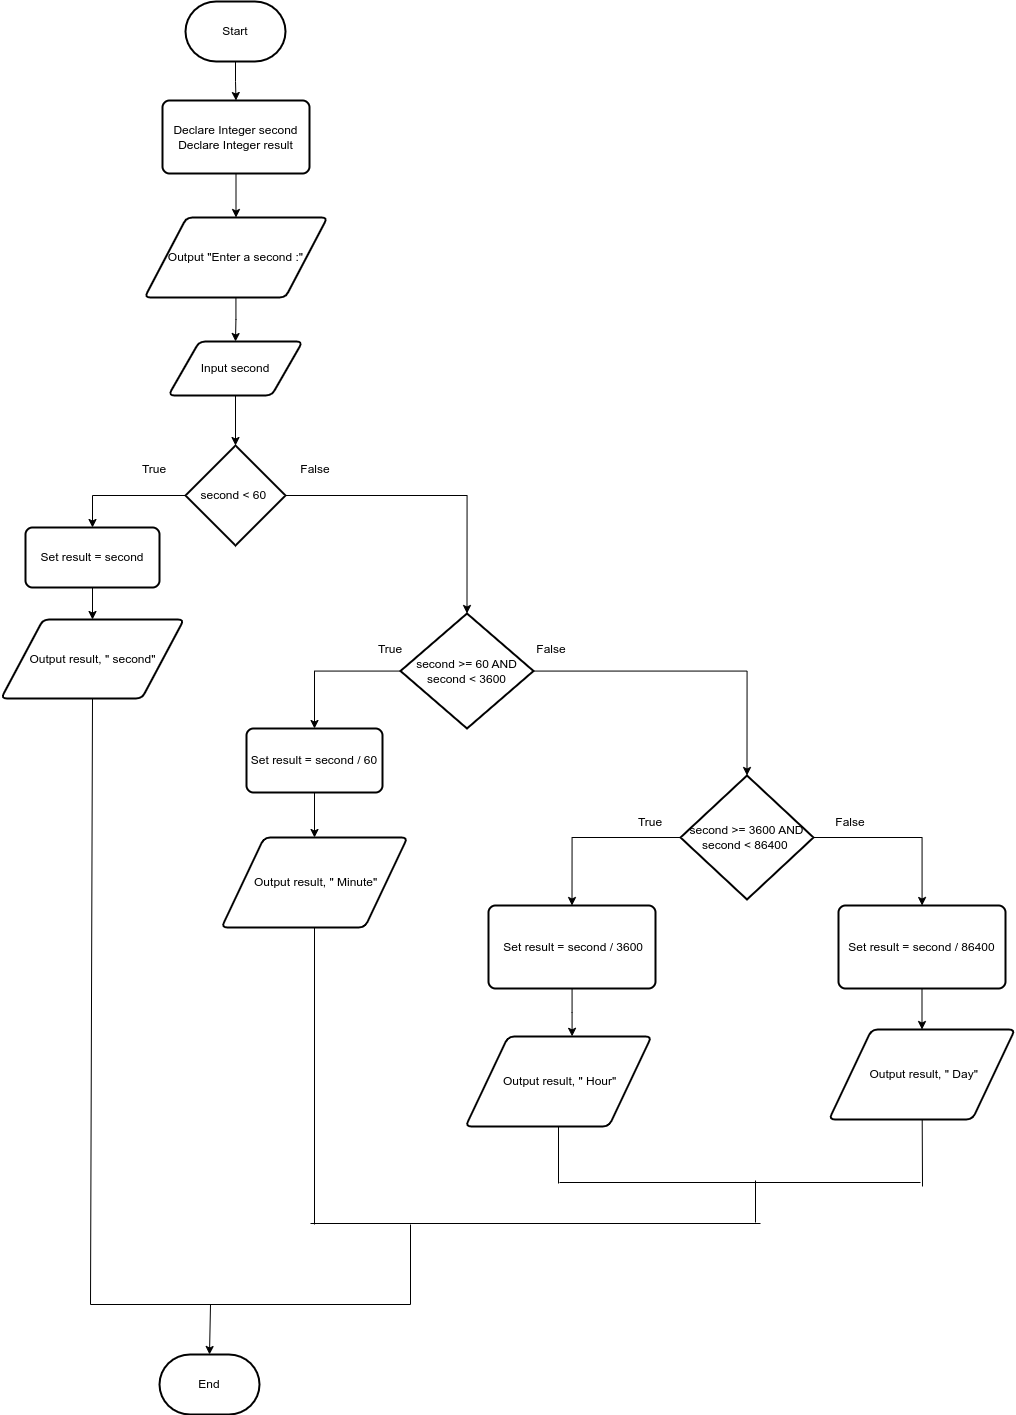 Start
Declare Integer second
Declare Integer result
Output "Enter a second :"
Input second
True
False
second < 60
Set result = second
Output result, " second"
True
False
second >= 60 AND
second < 3600
Set result = second / 60
Output result, " Minute"
True
False
second >= 3600 AND
second < 86400
Set result = second / 3600
Set result = second / 86400
Output result, " Hour"
Output result, " Day"
End